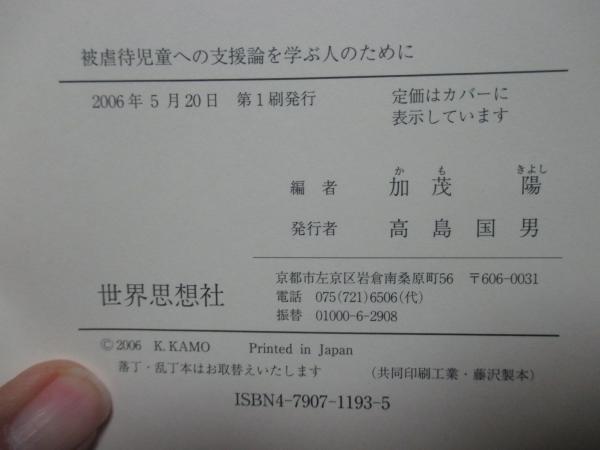 被虐待児童への支援論を学ぶ人のために
2006年5月20日 第1刷発行
定価はカバーに
表示しています
か も きよし
編者 加茂 陽
発行者 高島国男
世界思想社
京都市左京区岩倉南桑原町56 〒606-0031
電話 075(721)6506(代)
振替 01000-6-2908
©2006 K.KAMO Printed in Japan
落丁・乱丁本はお取替えいたします (共同印刷工業・藤沢製本)
ISBN4-7907-1193-5